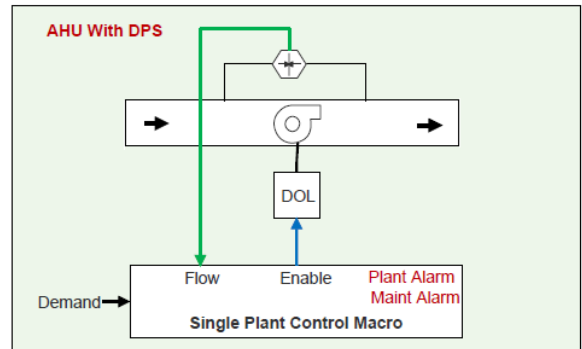 AHU With DPS
DOL
Flow Enable Plant Alarm
Maint Alarm
Demand
Single Plant Control Macro